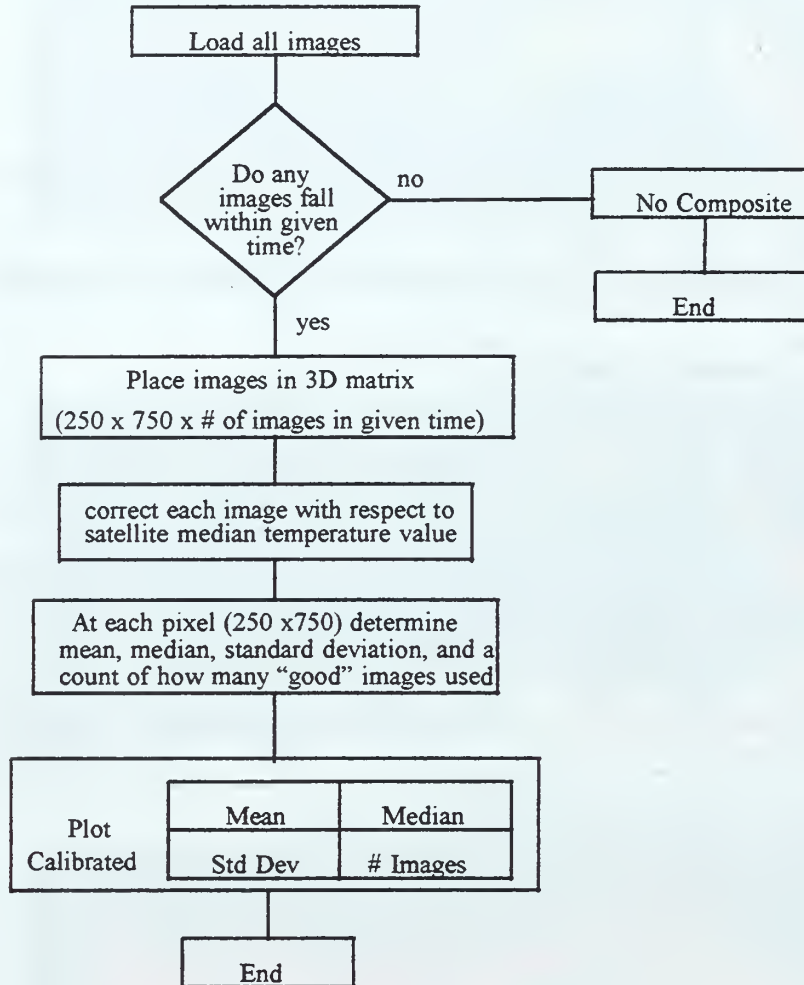 Load all images
Do any
images fall
within given
time?
no
No Composite
End
yes
Place images in 3D matrix
(250 x 750 x # of images in given time)
correct each image with respect to
satellite median temperature value
At each pixel (250 x750) determine
mean, median, standard deviation, and a
count of how many “good” images used
Plot
Calibrated
Mean
Median
Std Dev
# Images
End